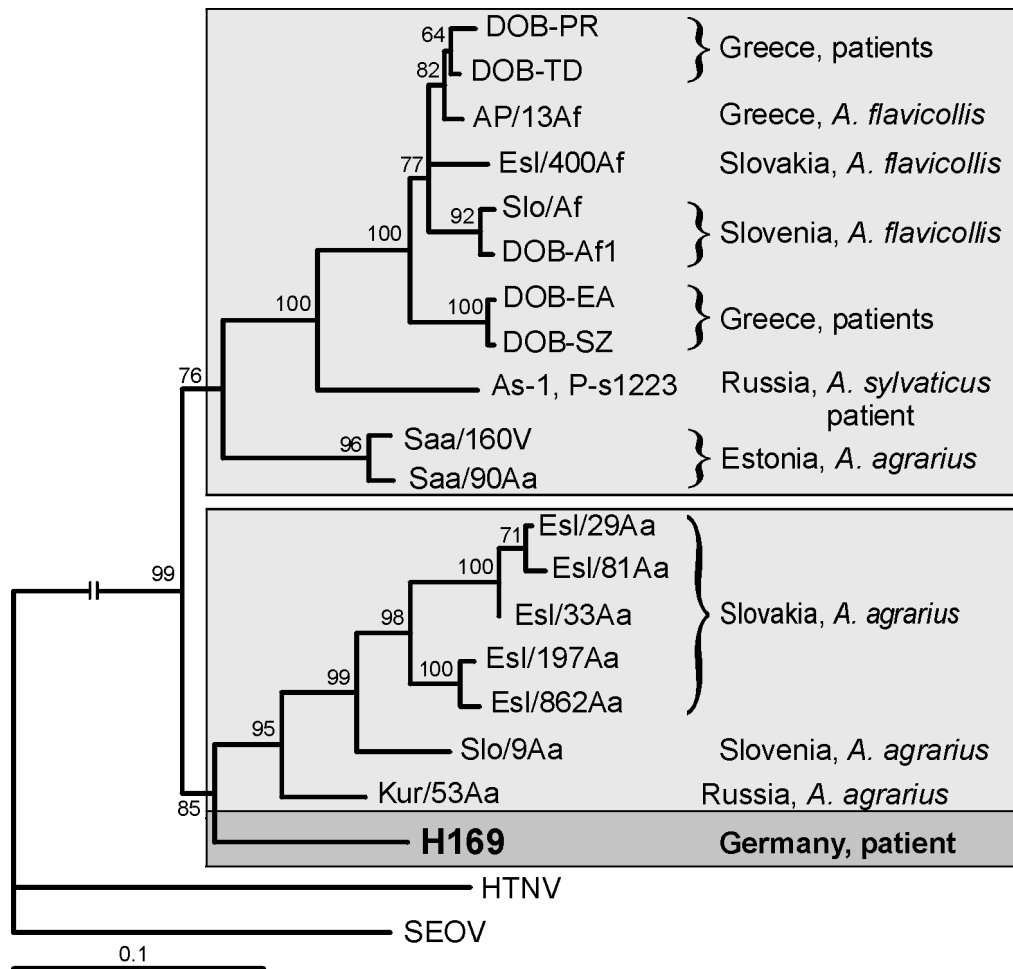 64
DOB-PR
DOB-TD
Greece, patients
82
AP/13Af
Greece, A. flavicollis
77
Esl/400Af
Slovakia, A. flavicollis
92
Slo/Af
DOB-Af1
Slovenia, A. flavicollis
100
100
DOB-EA
DOB-SZ
Greece, patients
100
As-1, P-s1223
Russia, A. sylvaticus
patient
76
96
Saa/160V
Saa/90Aa
Estonia, A. agrarius
71
Esl/29Aa
Esl/81Aa
100
Esl/33Aa
Slovakia, A. agrarius
98
100
Esl/197Aa
Esl/862Aa
99
99
Slo/9Aa
Slovenia, A. agrarius
95
Kur/53Aa
Russia, A. agrarius
85
H169
Germany, patient
HTNV
SEOV
0.1